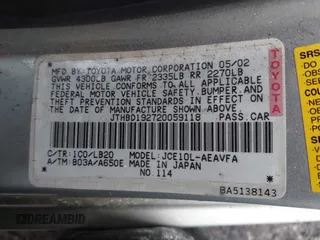 MFD. BY: TOYOTA MOTOR CORPORATION 05/02
GVWR 4300LB GAWR FR 2335LB RR 2270LB
THIS VEHICLE CONFORMS TO ALL APPLICABLE
FEDERAL MOTOR VEHICLE SAFETY, BUMPER, AND
THEFT PREVENTION STANDARDS IN EFFECT ON
THE DATE OF MANUFACTURE SHOWN ABOVE.
JTHBD192720059118
PASS. CAR
C/TR: 1C0/LB20 MODEL: JCE10L-AEAVFA
A/TM B03A/A650E MADE IN JAPAN
NO. 114
BA5138143
TOYOTA
SRS
DREAMBID